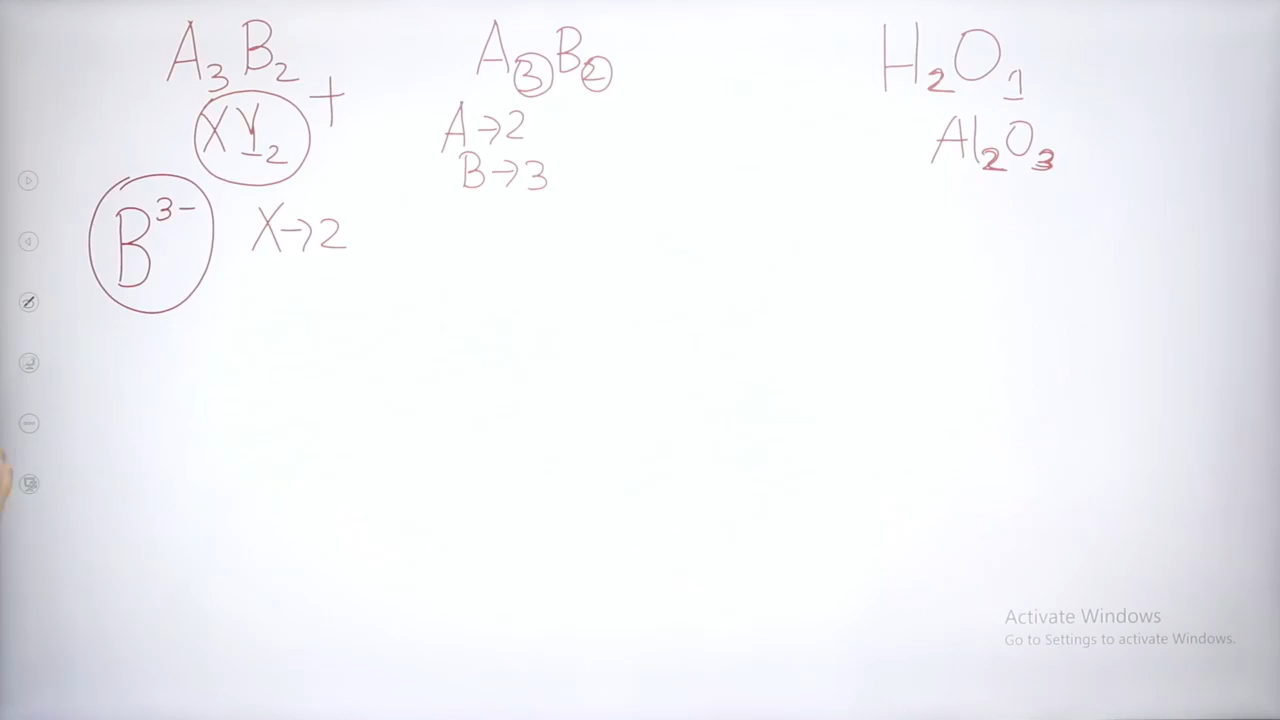 A₃B₂
XY₂ +
B³⁻
X→2
A₃B₂
A→2
B→3
H₂O₁
Al₂O₃
Activate Windows
Go to Settings to activate Windows.